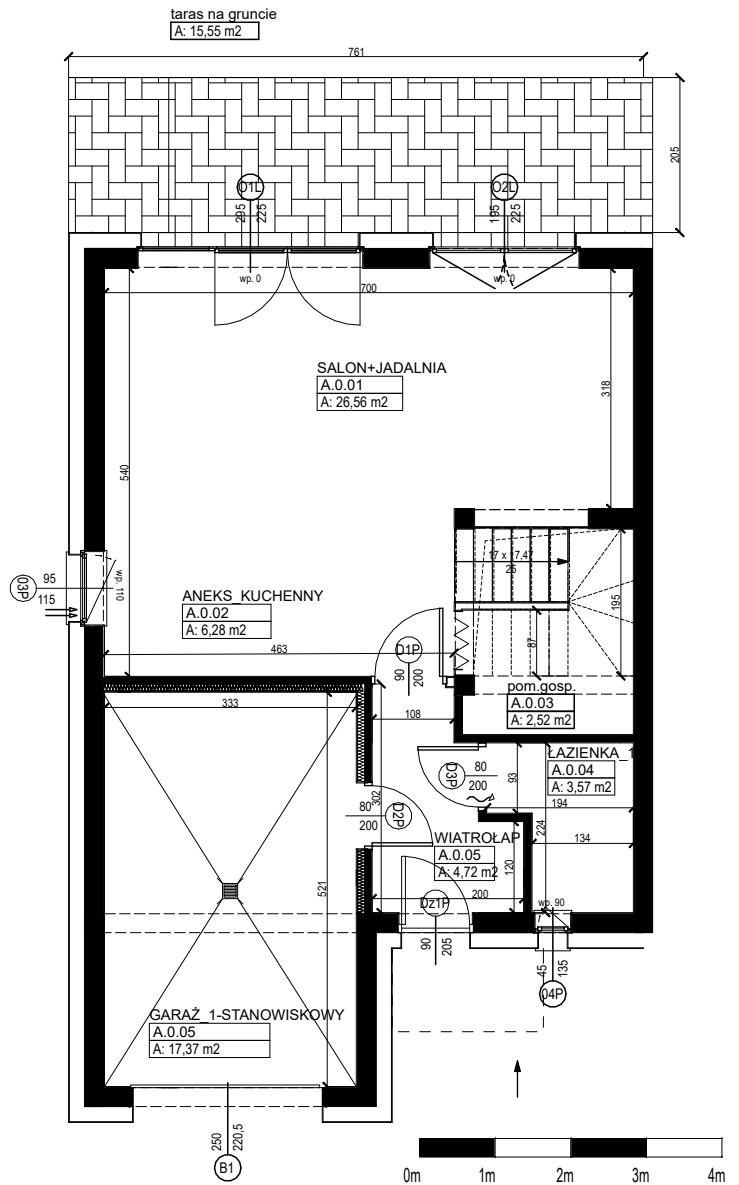 taras na gruncie
A: 15,55 m2
761
205
O1L
295
225
O2L
195
225
wp. 0
wp. 0
700
SALON+JADALNIA
A.0.01
A: 26,56 m2
318
540
17 x 17,47
25
195
03P
95
115
wp. 110
ANEKS_KUCHENNY
A.0.02
A: 6,28 m2
463
87
D1P
90
200
pom.gosp.
A.0.03
A: 2,52 m2
333
108
ŁAZIENKA_1
A.0.04
A: 3,57 m2
D3P
80
200
93
194
302
224
134
D2P
80
200
WIATROŁAP
A.0.05
A: 4,72 m2
120
200
521
Dz1P
90
205
wp. 90
45
135
04P
GARAŻ_1-STANOWISKOWY
A.0.05
A: 17,37 m2
250
220,5
B1
0m 1m 2m 3m 4m